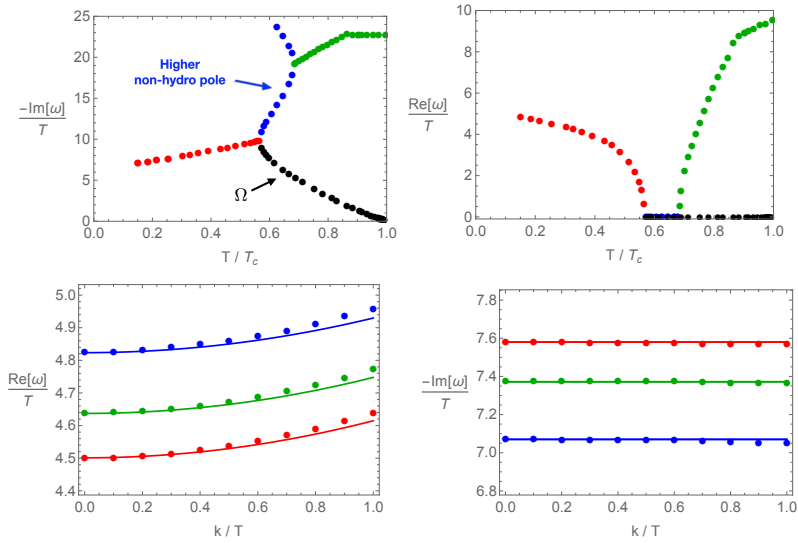 25
20
15
10
5
0
0.0 0.2 0.4 0.6 0.8 1.0
-Im[ω]
T
T / Tc
Higher
non-hydro pole
Ω
10
8
6
4
2
0
0.0 0.2 0.4 0.6 0.8 1.0
Re[ω]
T
T / Tc
5.0
4.9
4.8
4.7
4.6
4.5
4.4
0.0 0.2 0.4 0.6 0.8 1.0
Re[ω]
T
k / T
7.8
7.6
7.4
7.2
7.0
6.8
0.0 0.2 0.4 0.6 0.8 1.0
-Im[ω]
T
k / T